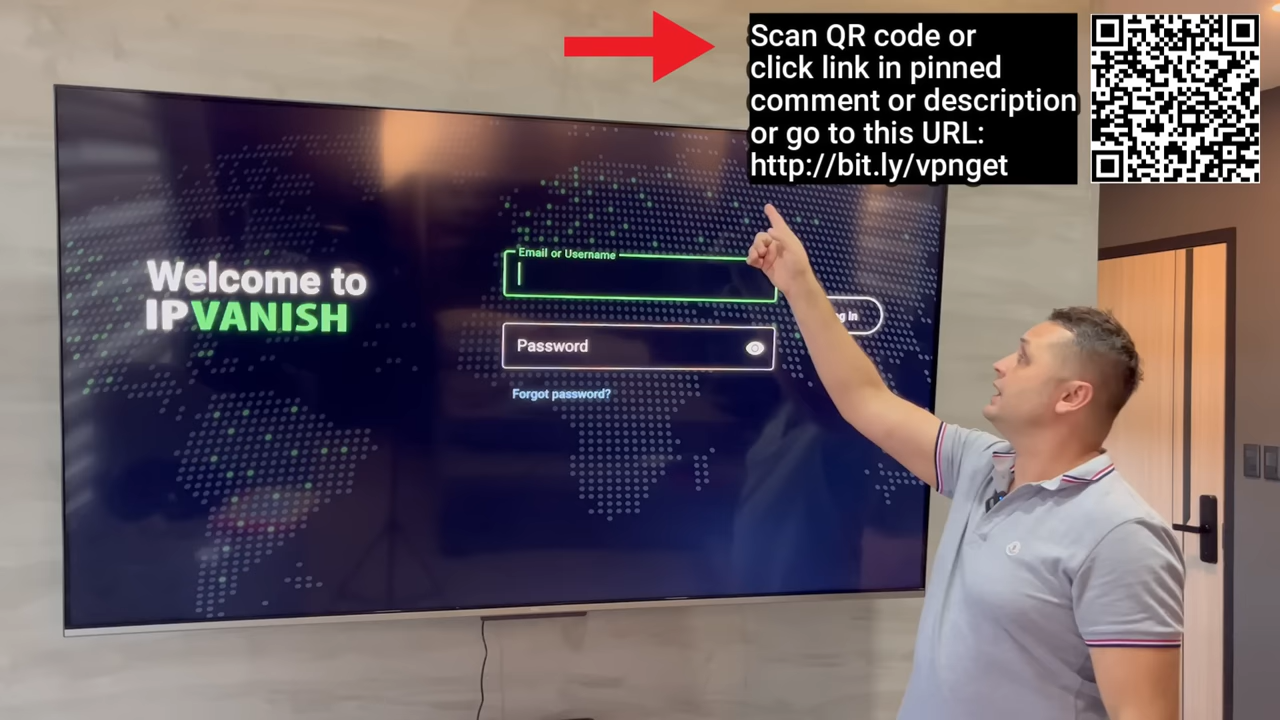 Scan QR code or
click link in pinned
comment or description
or go to this URL:
http://bit.ly/vpnget
Welcome to
IPVANISH
Email or Username
Password
Forgot password?
In